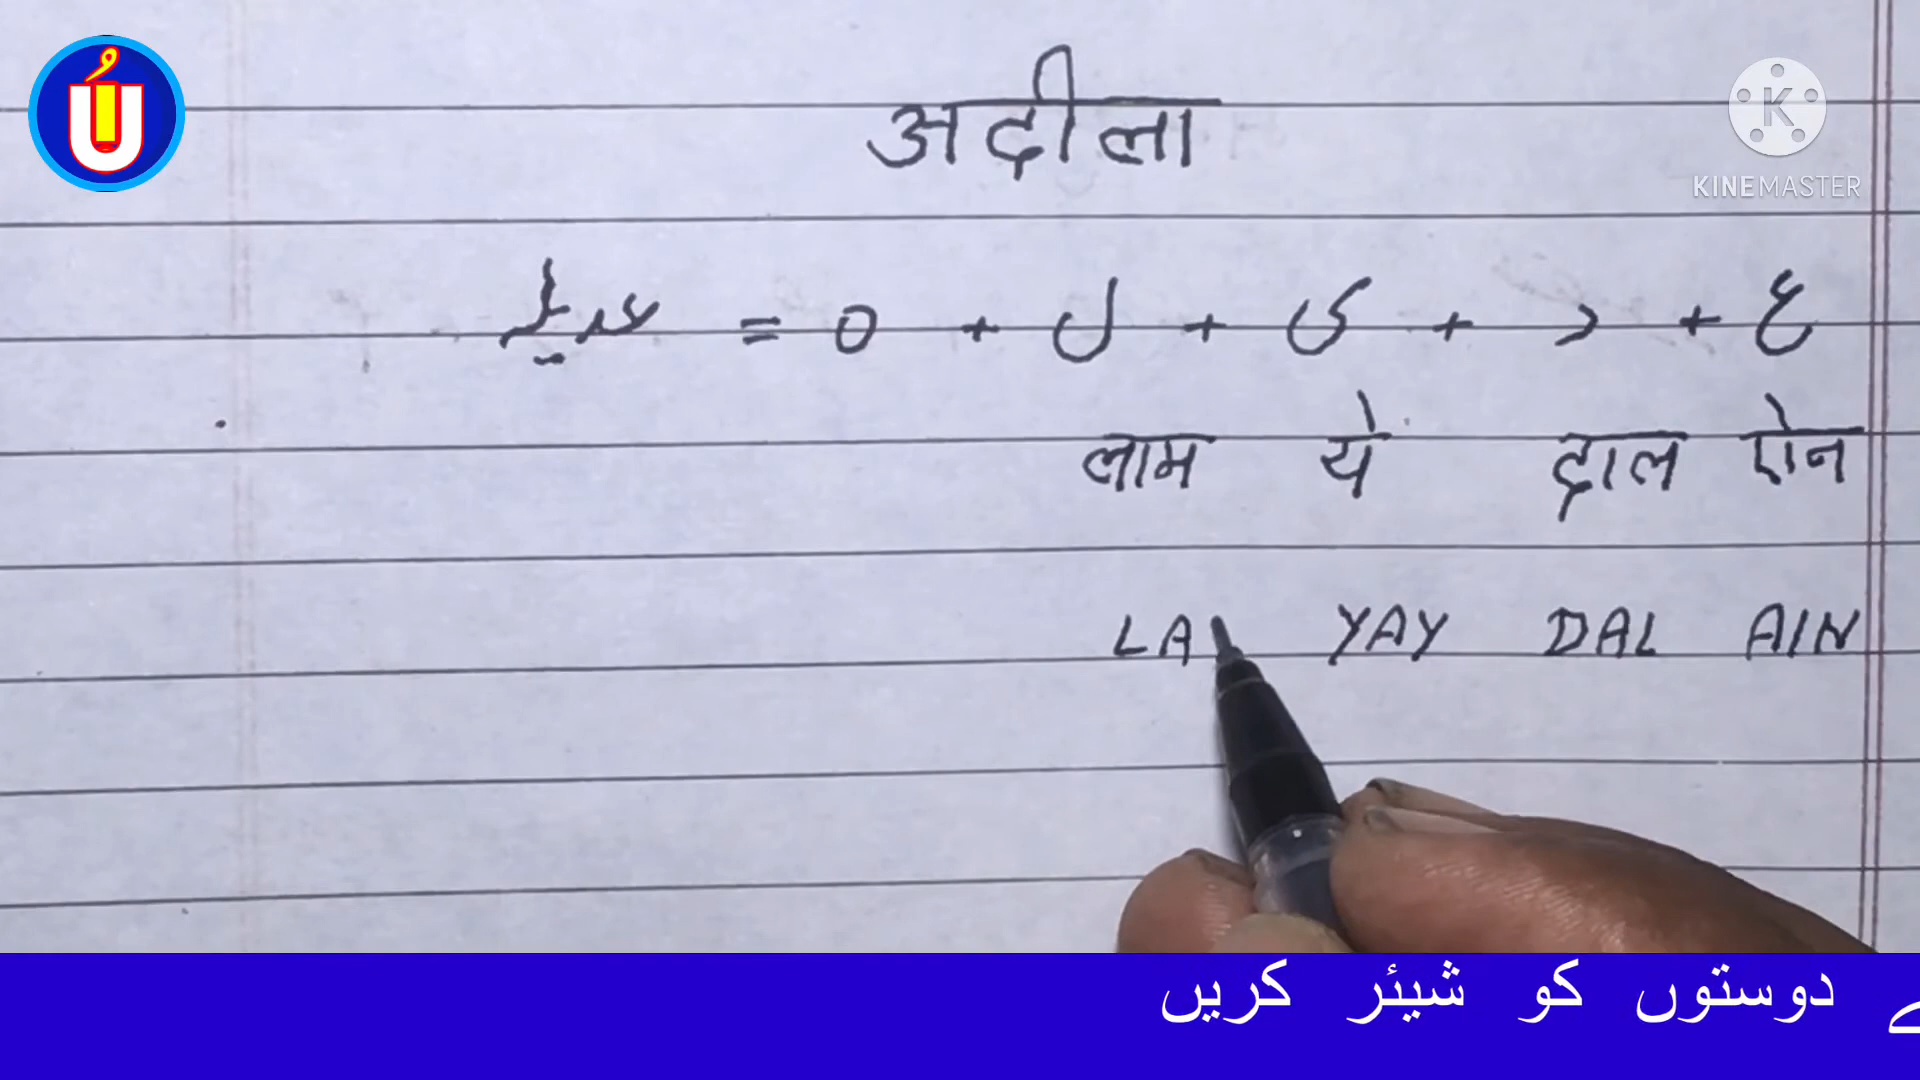 अदीला
KINEMASTER
ع + د + ی + ل + ہ = عدیلہ
ऐन दाल ये लाम
AIN DAL YAY LA
ے دوستوں کو شیئر کریں